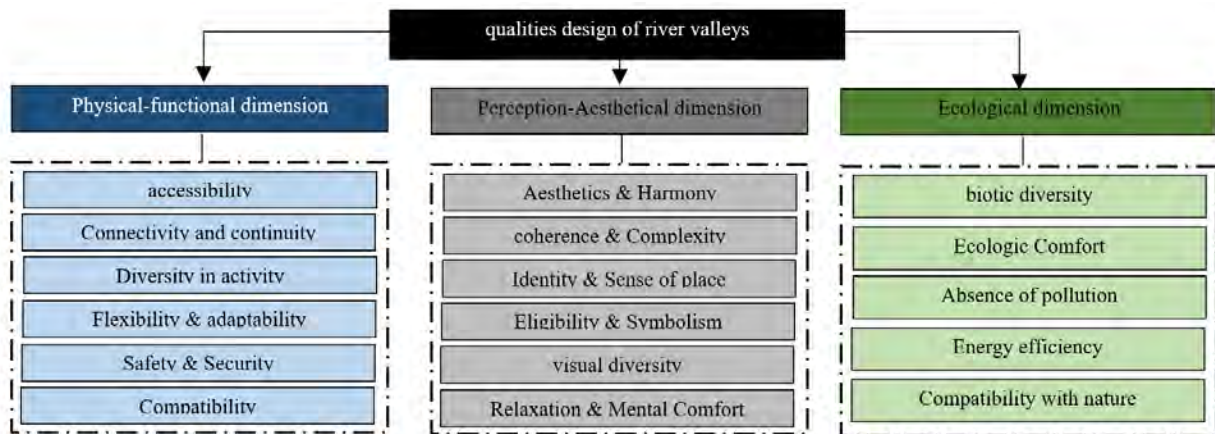 qualities design of river valleys
Physical-functional dimension
Perception-Aesthetical dimension
Ecological dimension
accessibility
Connectivity and continuity
Diversity in activity
Flexibility & adaptability
Safety & Security
Compatibility
Aesthetics & Harmony
coherence & Complexity
Identity & Sense of place
Eligibility & Symbolism
visual diversity
Relaxation & Mental Comfort
biotic diversity
Ecologic Comfort
Absence of pollution
Energy efficiency
Compatibility with nature